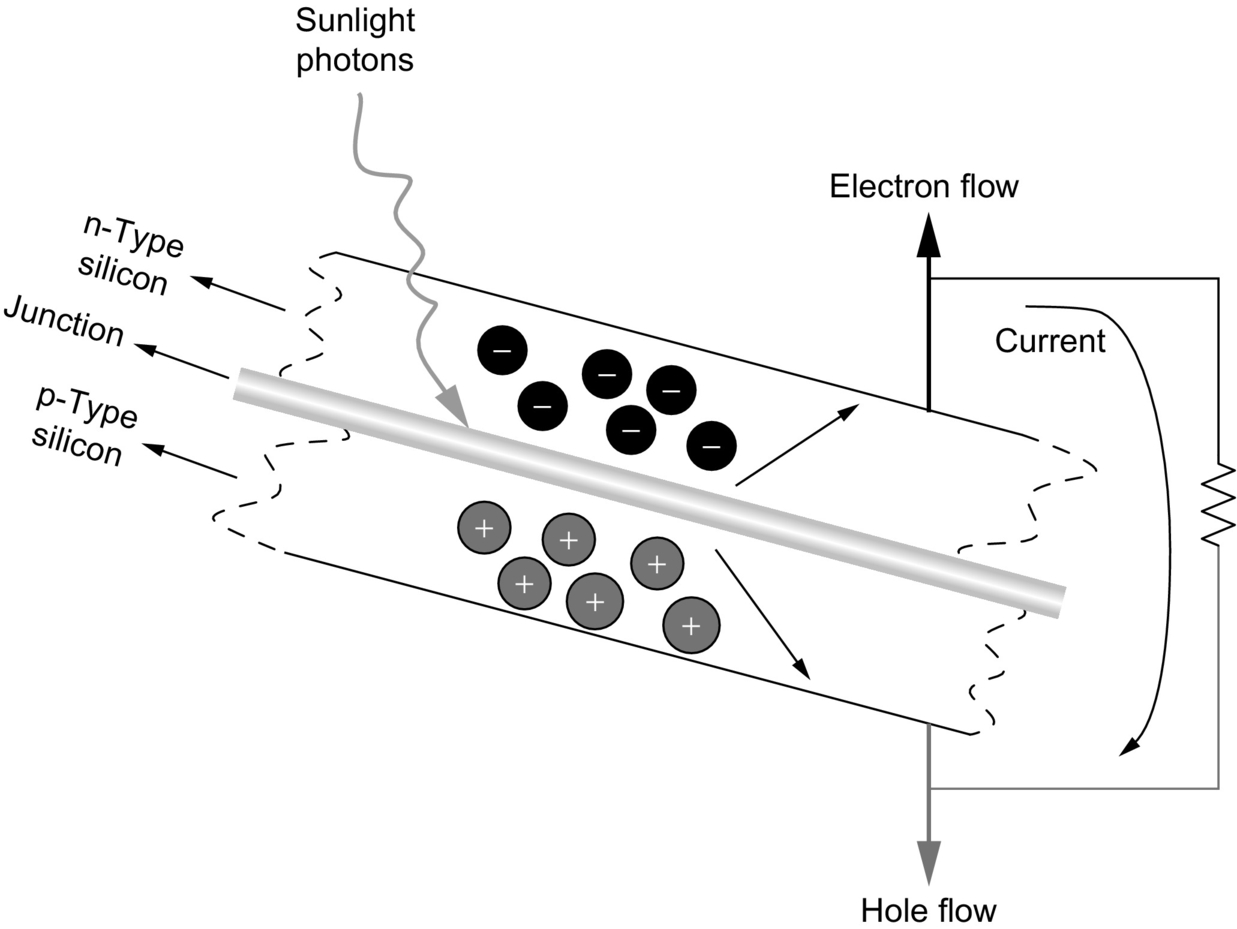 Sunlight
photons
Electron flow
n-Type
silicon
Junction
Current
p-Type
silicon
Hole flow